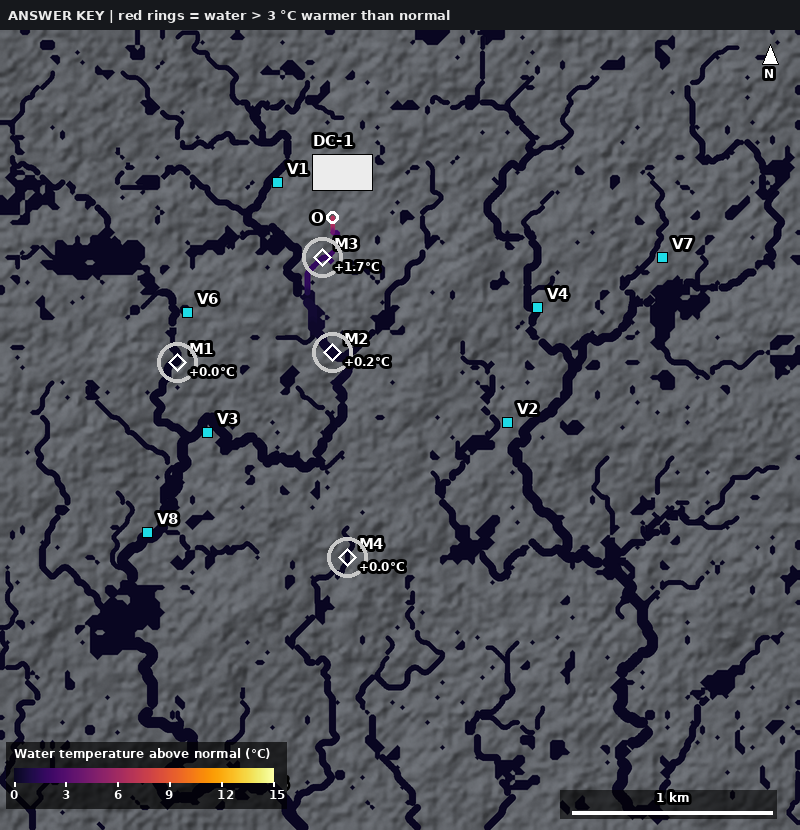 ANSWER KEY | red rings = water > 3 °C warmer than normal
N
DC-1
V1
O
M3
+1.7°C
V7
V6
V4
M1
+0.0°C
M2
+0.2°C
V3
V2
V8
M4
+0.0°C
Water temperature above normal (°C)
0 3 6 9 12 15
1 km